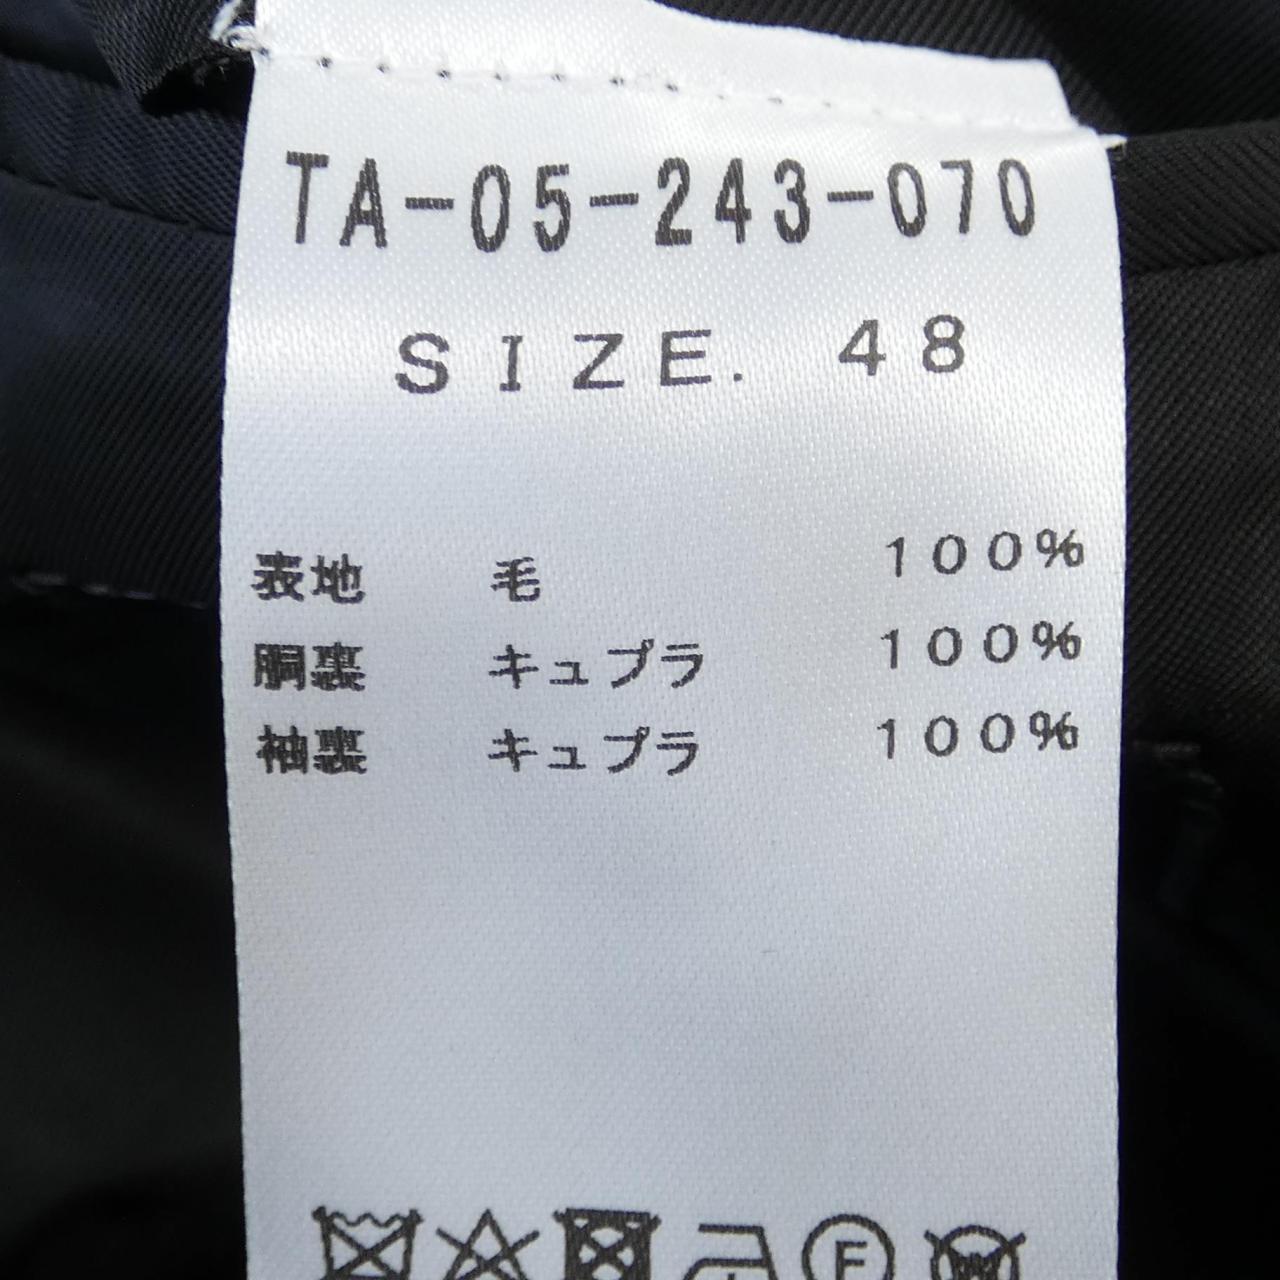 TA-05-243-070
SIZE. 48
表地 毛 100%
胴裏 キュプラ 100%
袖裏 キュプラ 100%
F
W